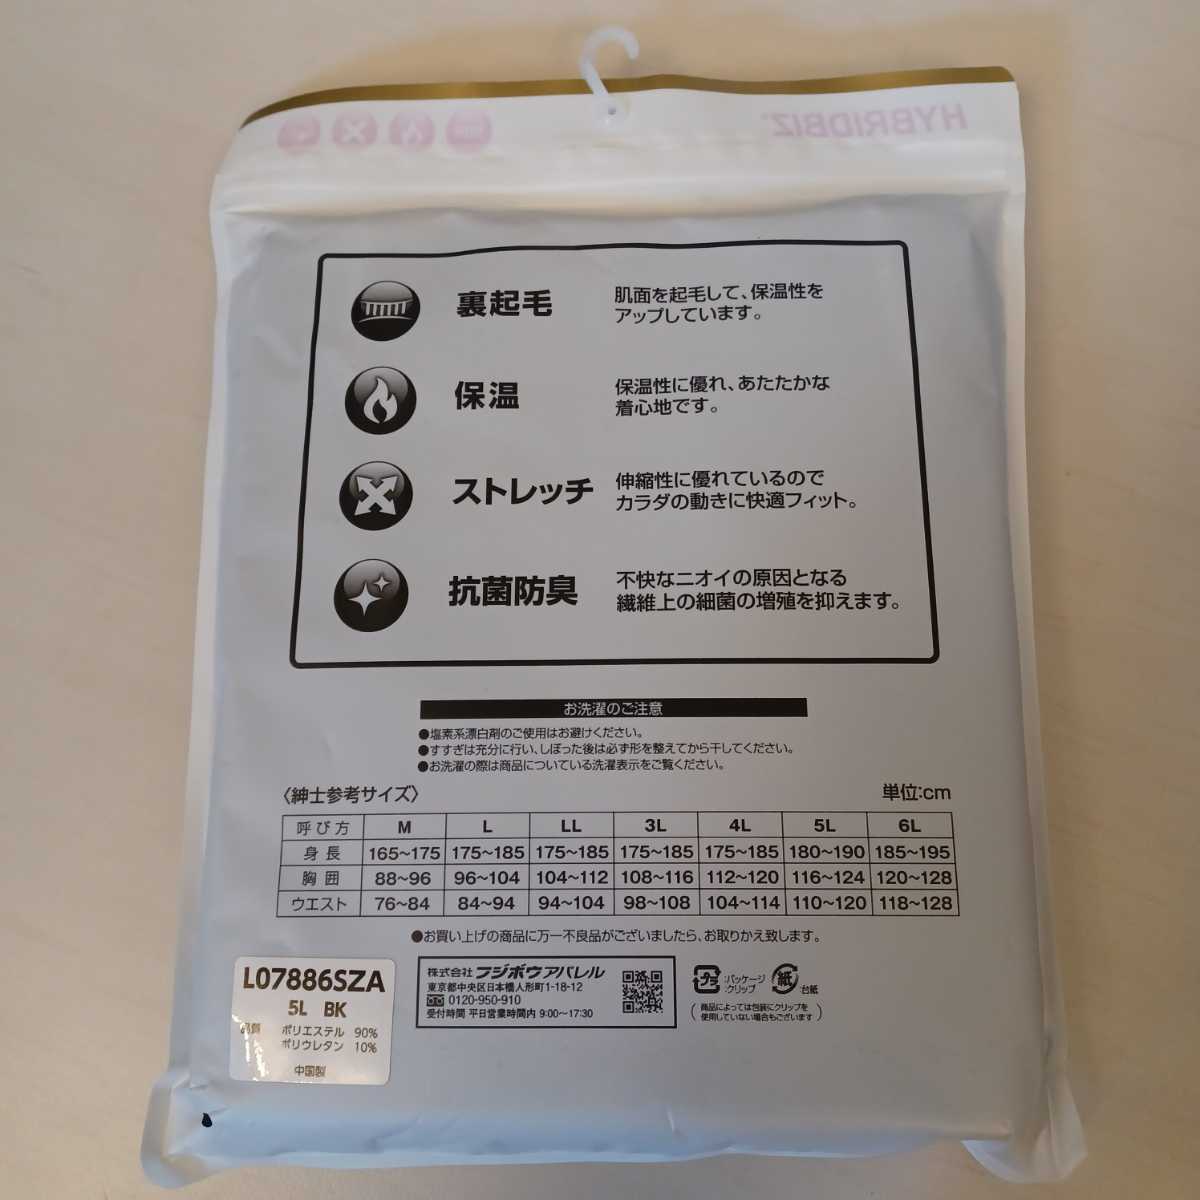 HYBRIDBIZ
裏起毛
肌面を起毛して、保温性を
アップしています。
保温
保温性に優れ、あたたかな
着心地です。
ストレッチ
伸縮性に優れているので
カラダの動きに快適フィット。
抗菌防臭
不快なニオイの原因となる
繊維上の細菌の増殖を抑えます。
お洗濯のご注意
●塩素系漂白剤のご使用はお避けください。
●すすぎは充分に行い、しぼった後は必ず形を整えてから干してください。
●お洗濯の際は商品についている洗濯表示をご覧ください。
〈紳士参考サイズ〉 単位:cm
呼び方 M L LL 3L 4L 5L 6L
身長 165~175 175~185 175~185 175~185 175~185 180~190 185~195
胸囲 88~96 96~104 104~112 108~116 112~120 116~124 120~128
ウエスト 76~84 84~94 94~104 98~108 104~114 110~120 118~128
●お買い上げの商品に万一不良品がございましたら、お取りかえ致します。
L07886SZA
5L BK
品質 ポリエステル 90%
ポリウレタン 10%
中国製
株式会社フジボウアパレル
東京都中央区日本橋人形町1-18-12
0120-950-910
受付時間 平日営業時間内 9:00~17:30
プラ :パッケージ
:クリップ
紙 :台紙
(商品によっては包装にクリップを
使用していない場合もございます)